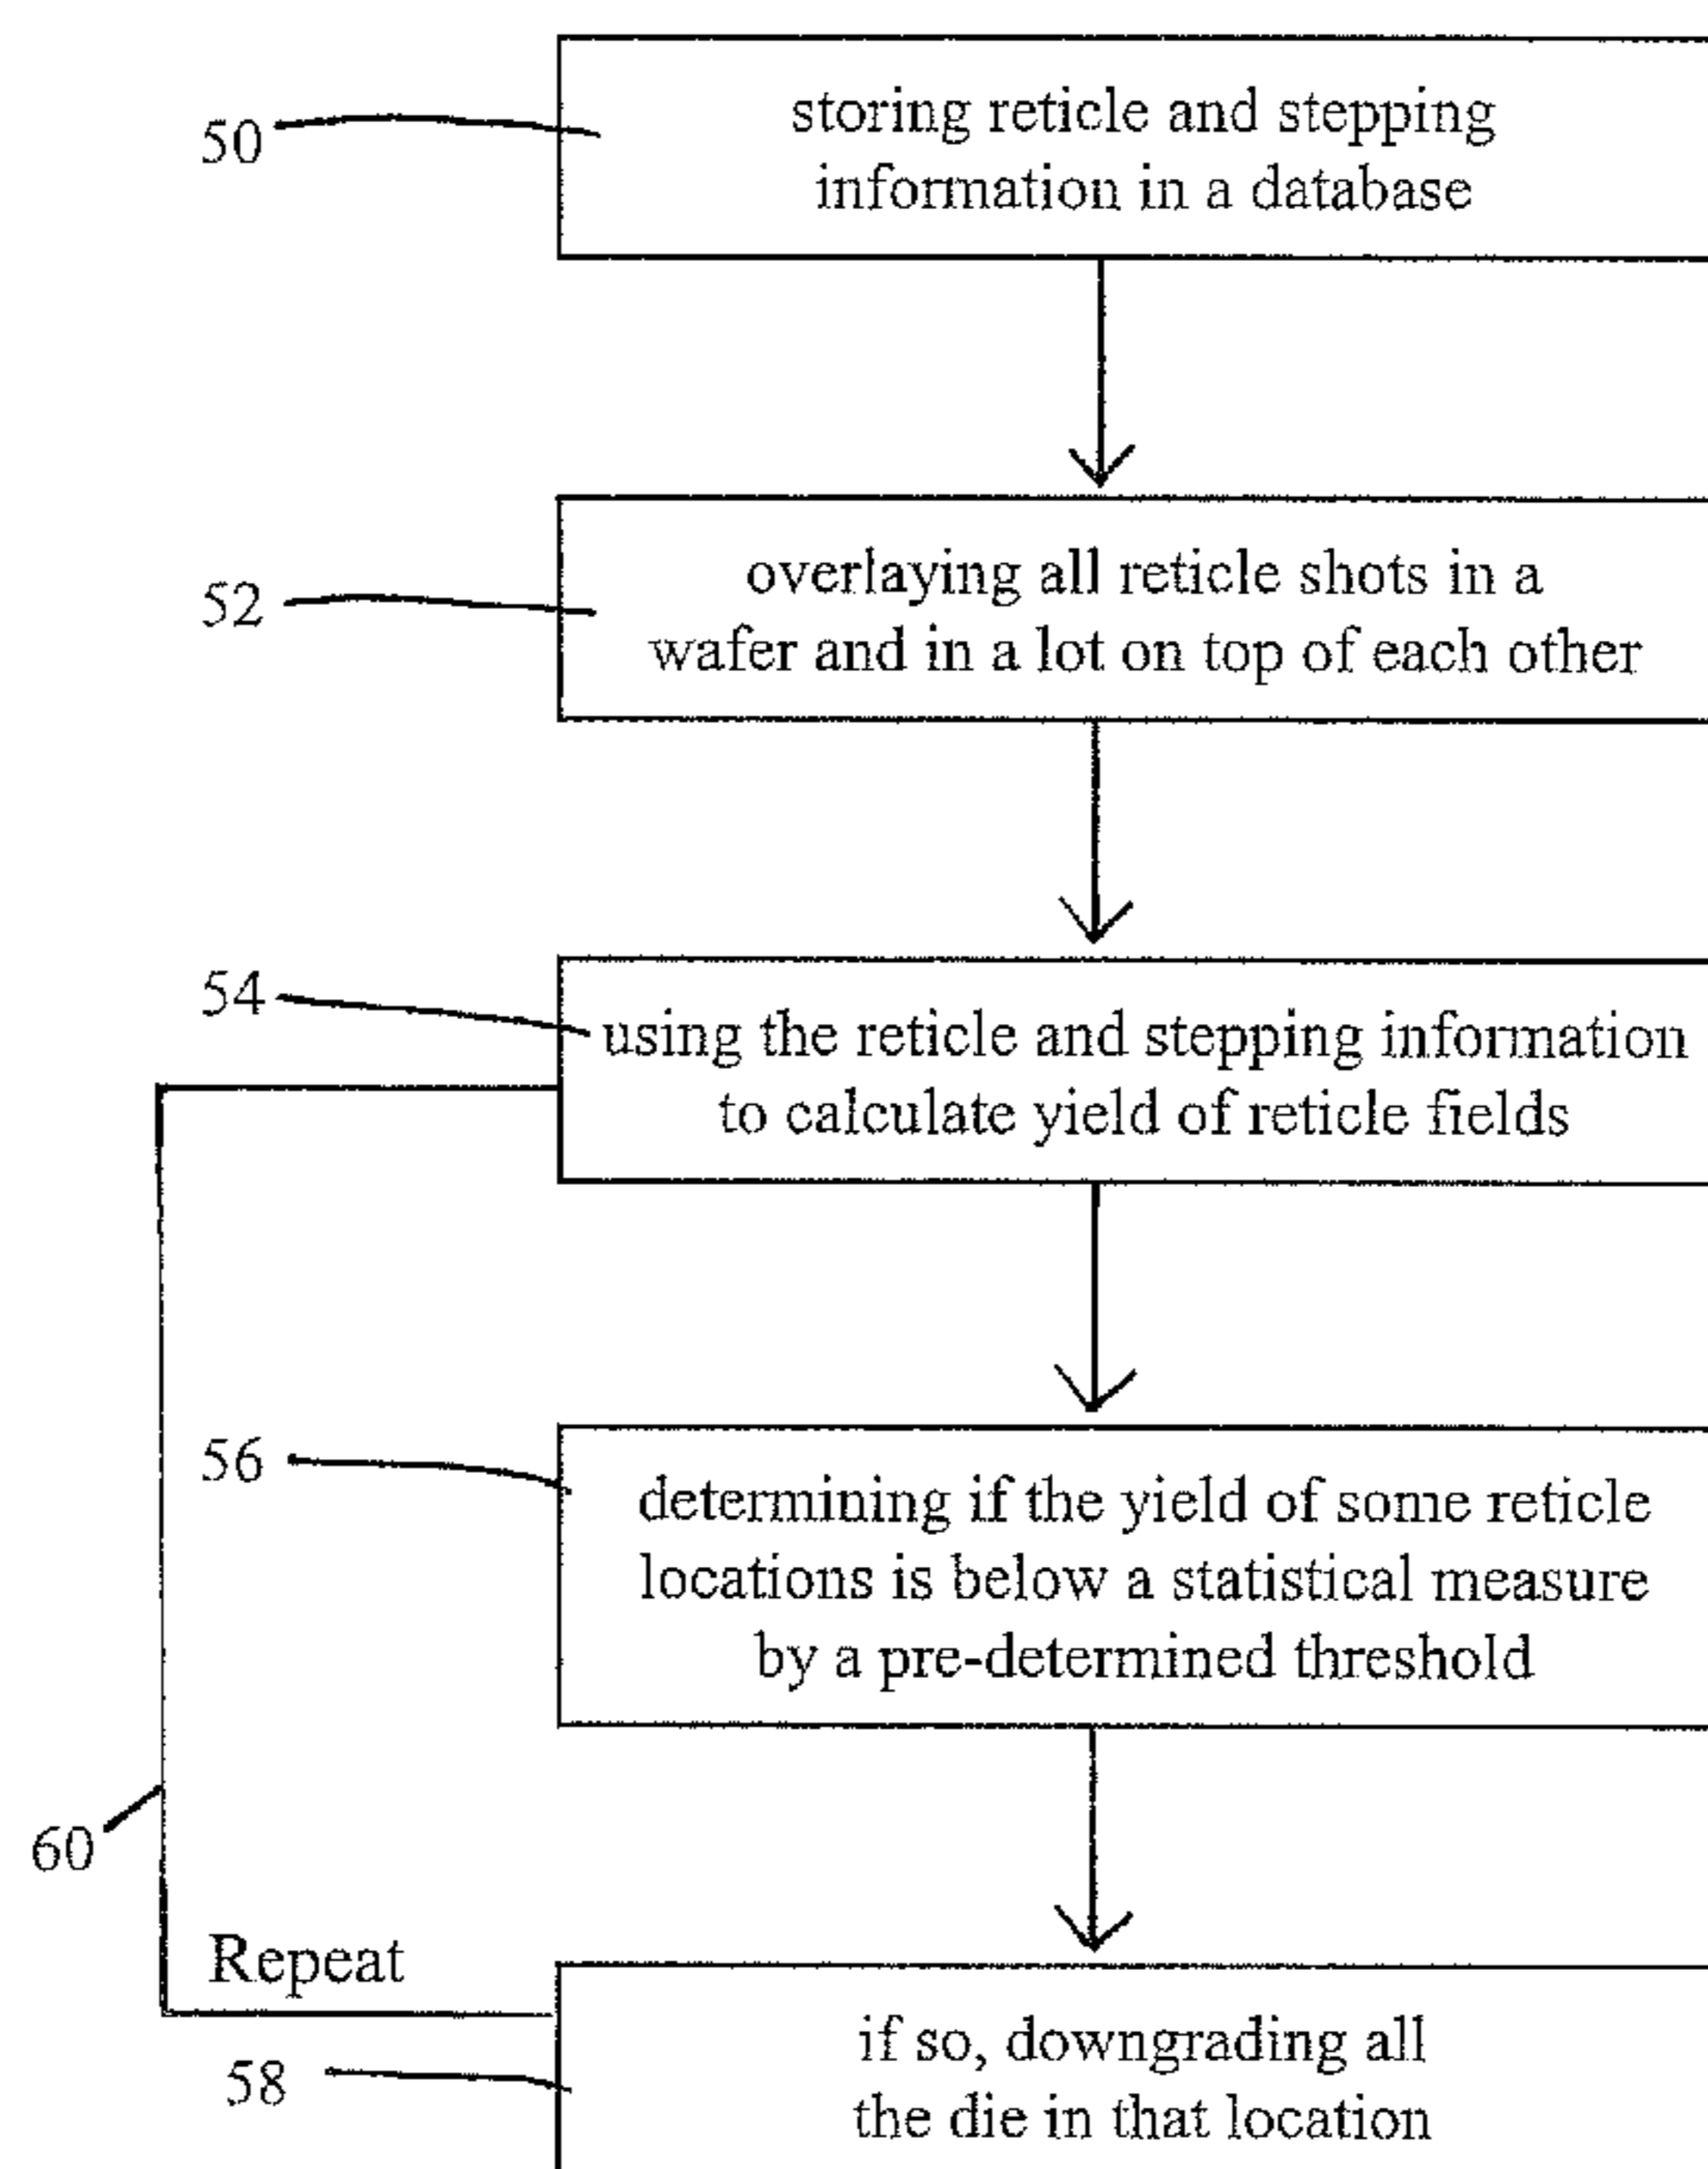 50
storing reticle and stepping
information in a database
52
overlaying all reticle shots in a
wafer and in a lot on top of each other
54
using the reticle and stepping information
to calculate yield of reticle fields
56
determining if the yield of some reticle
locations is below a statistical measure
by a pre-determined threshold
60
Repeat
58
if so, downgrading all
the die in that location